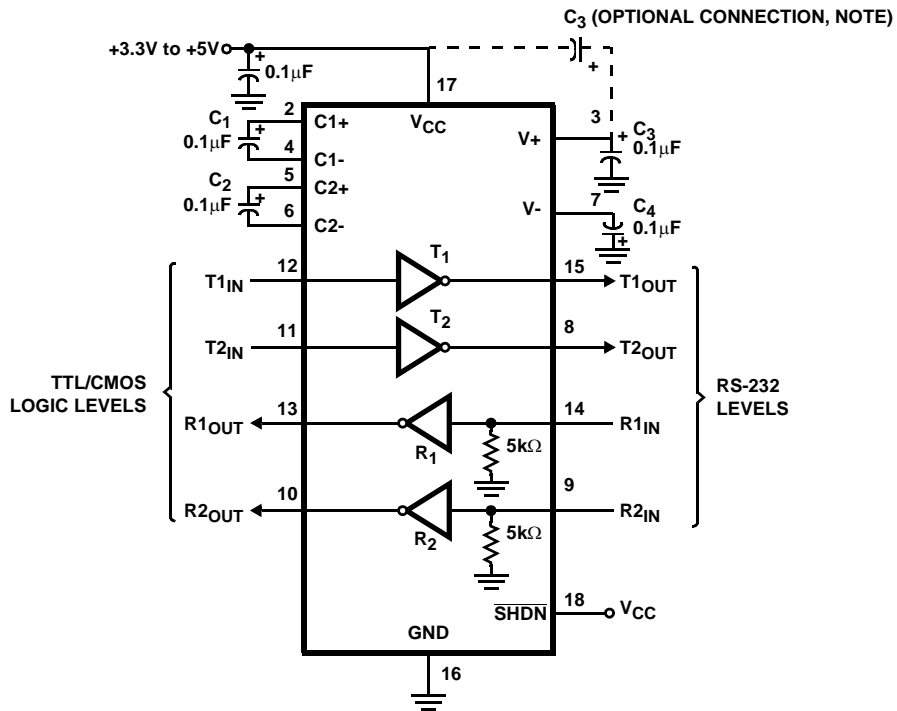 C3 (OPTIONAL CONNECTION, NOTE)
+3.3V to +5V
+
0.1μF
+
17
2
C1
0.1μF
+
4
C1+
C1-
VCC
3
V+
+
C3
0.1μF
5
C2
0.1μF
+
6
C2+
C2-
7
V-
C4
0.1μF
+
T1
T1IN
12
15
T1OUT
T2
T2IN
11
8
T2OUT
TTL/CMOS
LOGIC LEVELS
RS-232
LEVELS
R1OUT
13
R1
5kΩ
14
R1IN
R2OUT
10
R2
5kΩ
9
R2IN
SHDN
18
VCC
GND
16